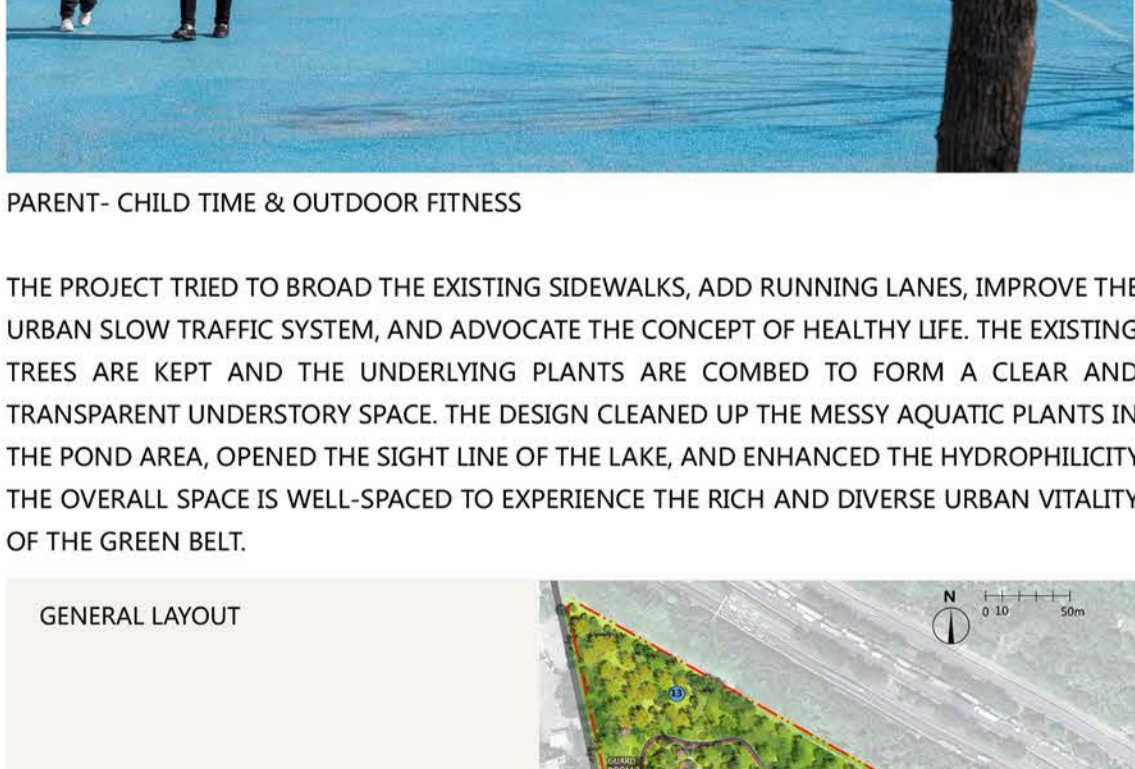 PARENT- CHILD TIME & OUTDOOR FITNESS
THE PROJECT TRIED TO BROAD THE EXISTING SIDEWALKS, ADD RUNNING LANES, IMPROVE THE
URBAN SLOW TRAFFIC SYSTEM, AND ADVOCATE THE CONCEPT OF HEALTHY LIFE. THE EXISTING
TREES ARE KEPT AND THE UNDERLYING PLANTS ARE COMBED TO FORM A CLEAR AND
TRANSPARENT UNDERSTORY SPACE. THE DESIGN CLEANED UP THE MESSY AQUATIC PLANTS IN
THE POND AREA, OPENED THE SIGHT LINE OF THE LAKE, AND ENHANCED THE HYDROPHILICITY
THE OVERALL SPACE IS WELL-SPACED TO EXPERIENCE THE RICH AND DIVERSE URBAN VITALITY
OF THE GREEN BELT.
GENERAL LAYOUT
N
0 10 50m
13
GUARD